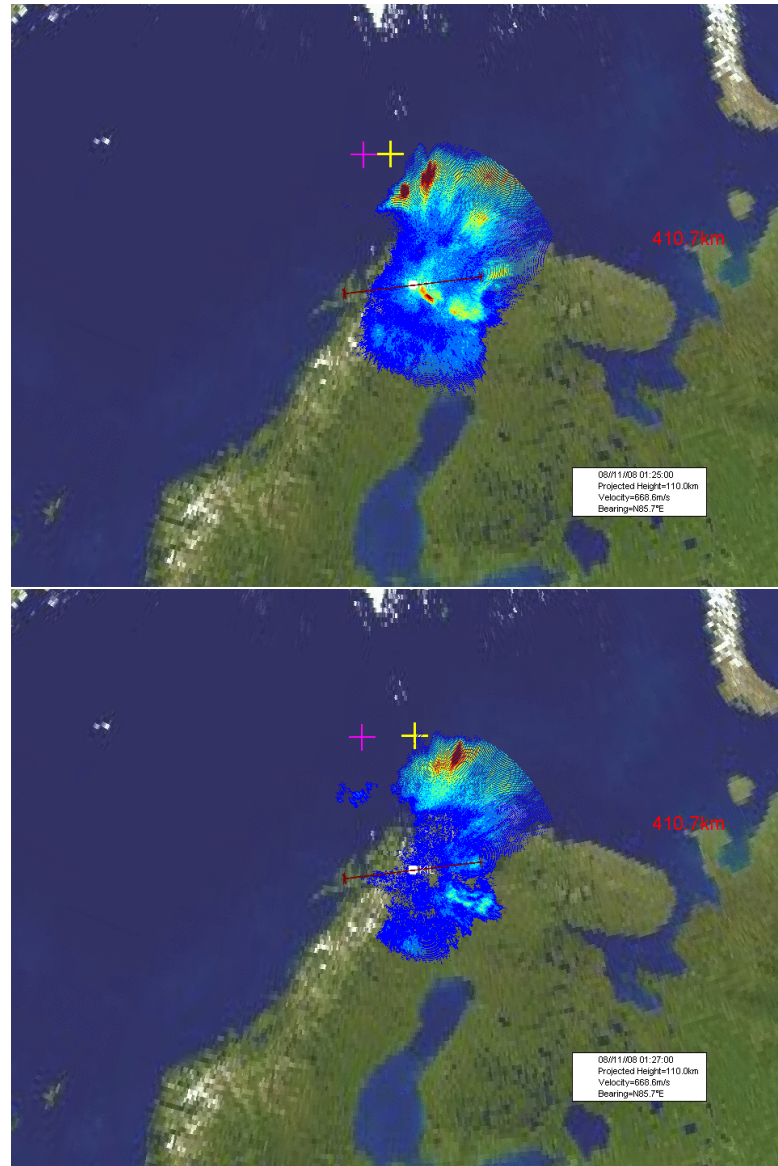 410.7km
08//11//08 01:25:00
Projected Height=110.0km
Velocity=668.6m/s
Bearing=N85.7°E
410.7km
08//11//08 01:27:00
Projected Height=110.0km
Velocity=668.6m/s
Bearing=N85.7°E